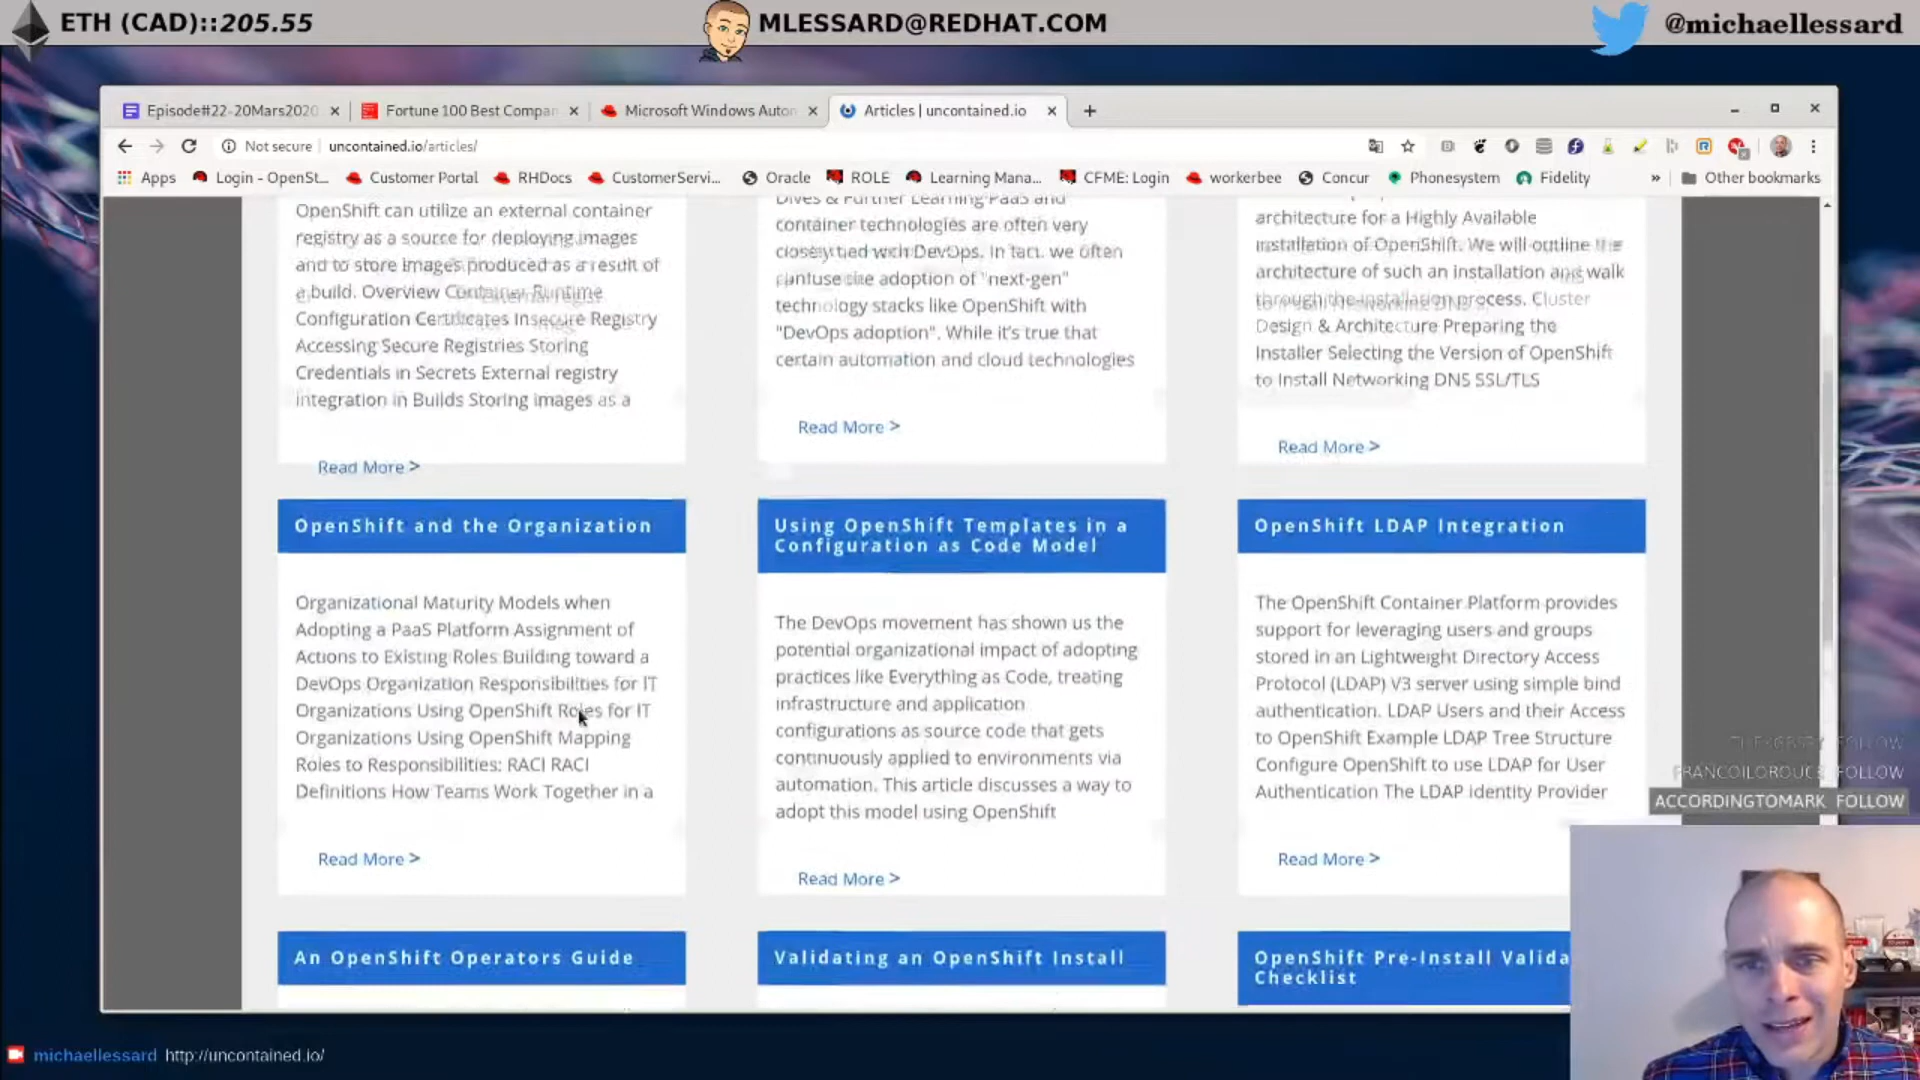 ETH (CAD)::205.55
MLESSARD@REDHAT.COM
@michaellessard
Episode#22-20Mars2020
Fortune 100 Best Compan
Microsoft Windows Auton
Articles | uncontained.io
Not secure
uncontained.io/articles/
Apps
Login - OpenSt...
Customer Portal
RHDocs
CustomerServi...
Oracle
ROLE
Learning Mana...
CFME: Login
workerbee
Concur
Phonesystem
Fidelity
»
Other bookmarks
OpenShift can utilize an external container
registry as a source for deploying images
and to store images produced as a result of
a build. Overview Container Runtime
Configuration Certificates Insecure Registry
Accessing Secure Registries Storing
Credentials in Secrets External registry
integration in Builds Storing images as a
Read More >
Dives & Further Learning PaaS and
container technologies are often very
closely tied with DevOps. In fact, we often
confuse the adoption of "next-gen"
technology stacks like OpenShift with
"DevOps adoption". While it's true that
certain automation and cloud technologies
Read More >
architecture for a Highly Available
installation of OpenShift. We will outline the
architecture of such an installation and walk
through the installation process. Cluster
Design & Architecture Preparing the
Installer Selecting the Version of OpenShift
to Install Networking DNS SSL/TLS
Read More >
OpenShift and the Organization
Organizational Maturity Models when
Adopting a PaaS Platform Assignment of
Actions to Existing Roles Building toward a
DevOps Organization Responsibilities for IT
Organizations Using OpenShift Roles for IT
Organizations Using OpenShift Mapping
Roles to Responsibilities: RACI RACI
Definitions How Teams Work Together in a
Read More >
Using OpenShift Templates in a
Configuration as Code Model
The DevOps movement has shown us the
potential organizational impact of adopting
practices like Everything as Code, treating
infrastructure and application
configurations as source code that gets
continuously applied to environments via
automation. This article discusses a way to
adopt this model using OpenShift
Read More >
OpenShift LDAP Integration
The OpenShift Container Platform provides
support for leveraging users and groups
stored in an Lightweight Directory Access
Protocol (LDAP) V3 server using simple bind
authentication. LDAP Users and their Access
to OpenShift Example LDAP Tree Structure
Configure OpenShift to use LDAP for User
Authentication The LDAP Identity Provider
Read More >
An OpenShift Operators Guide
Validating an OpenShift Install
OpenShift Pre-Install Valida
Checklist
FOLLOW
FRANCOILOROUCE FOLLOW
ACCORDINGTOMARK FOLLOW
michaellessard http://uncontained.io/